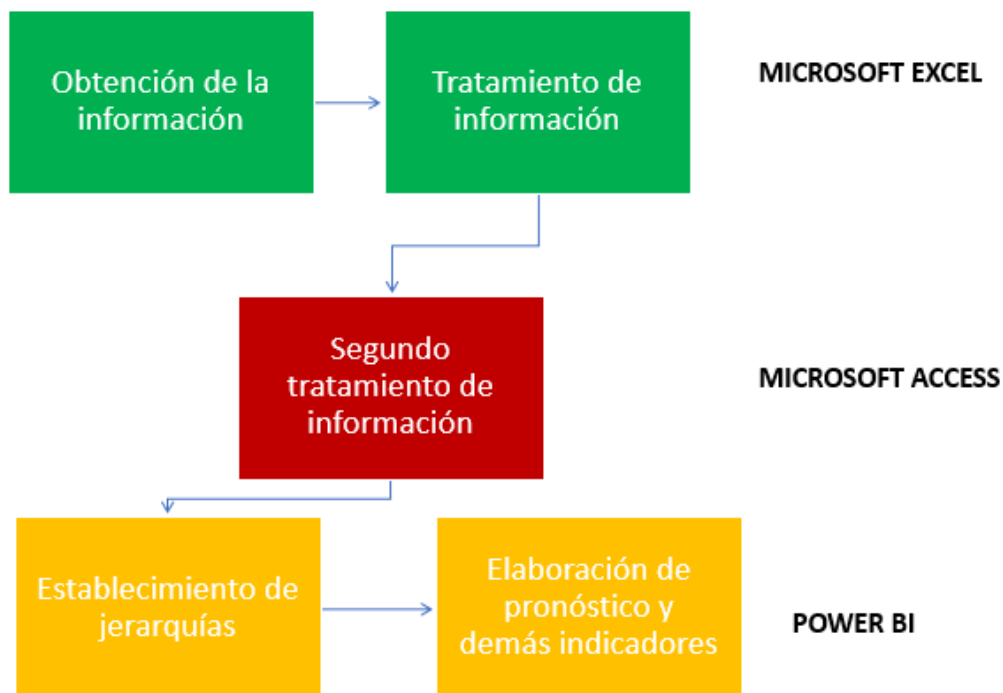 Obtención de la
información
Tratamiento de
información
MICROSOFT EXCEL
Segundo
tratamiento de
información
MICROSOFT ACCESS
Establecimiento de
jerarquías
Elaboración de
pronóstico y
demás indicadores
POWER BI